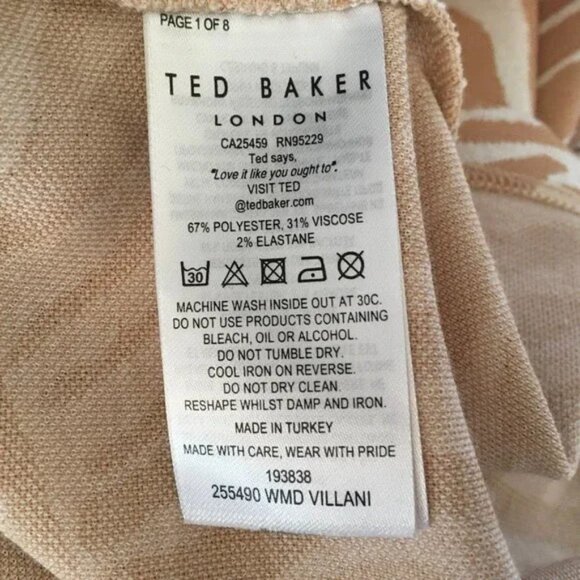 PAGE 1 OF 8
TED BAKER
LONDON
CA25459 RN95229
Ted says,
"Love it like you ought to".
VISIT TED
@tedbaker.com
67% POLYESTER, 31% VISCOSE
2% ELASTANE
30
MACHINE WASH INSIDE OUT AT 30C.
DO NOT USE PRODUCTS CONTAINING
BLEACH, OIL OR ALCOHOL.
DO NOT TUMBLE DRY.
COOL IRON ON REVERSE.
DO NOT DRY CLEAN.
RESHAPE WHILST DAMP AND IRON.
MADE IN TURKEY
MADE WITH CARE, WEAR WITH PRIDE
193838
255490 WMD VILLANI